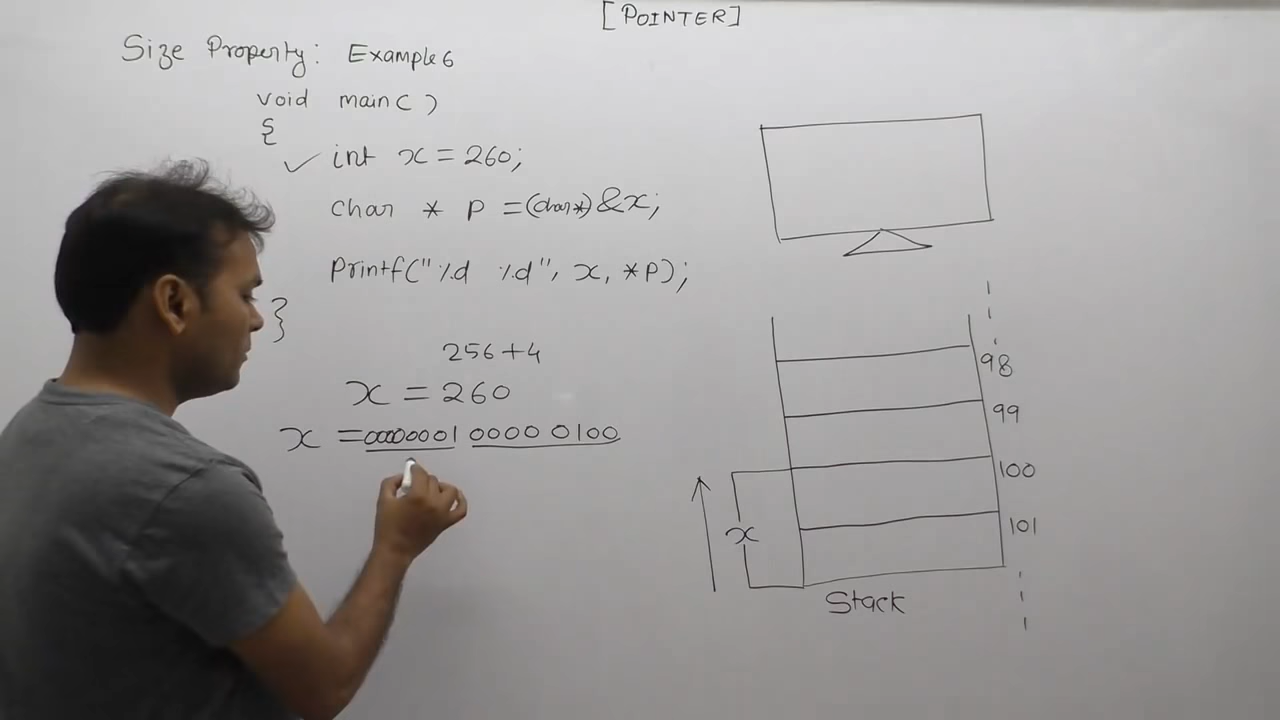 [POINTER]
Size Property: Example 6
void main( )
{
✓ int x = 260;
char * p = (char*) &x;
Printf("%d %d", x, *p);
}
256+4
x = 260
x = 00000001 0000 0100
98
99
100
101
x
Stack